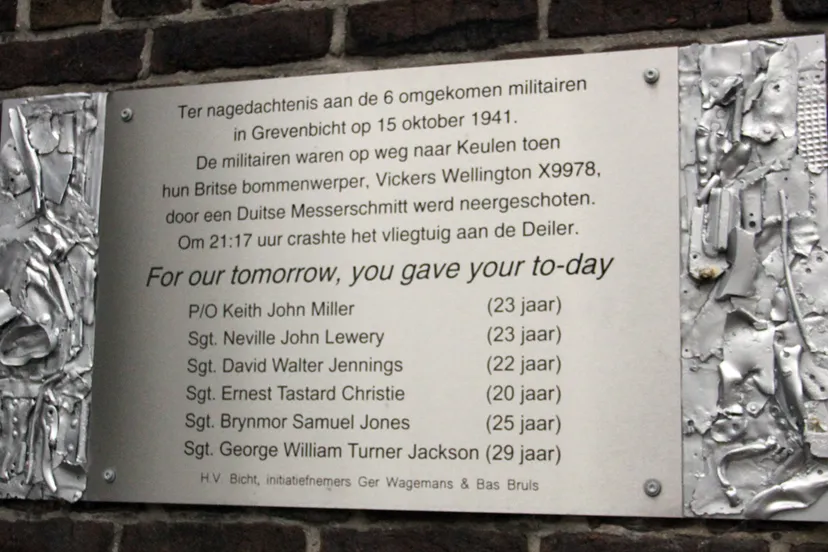 Ter nagedachtenis aan de 6 omgekomen militairen
in Grevenbicht op 15 oktober 1941.
De militairen waren op weg naar Keulen toen
hun Britse bommenwerper, Vickers Wellington X9978,
door een Duitse Messerschmitt werd neergeschoten.
Om 21:17 uur crashte het vliegtuig aan de Deiler.
For our tomorrow, you gave your to-day
P/O Keith John Miller (23 jaar)
Sgt. Neville John Lewery (23 jaar)
Sgt. David Walter Jennings (22 jaar)
Sgt. Ernest Tastard Christie (20 jaar)
Sgt. Brynmor Samuel Jones (25 jaar)
Sgt. George William Turner Jackson (29 jaar)
H.V. Bicht, initiatiefnemers Ger Wagemans & Bas Bruls